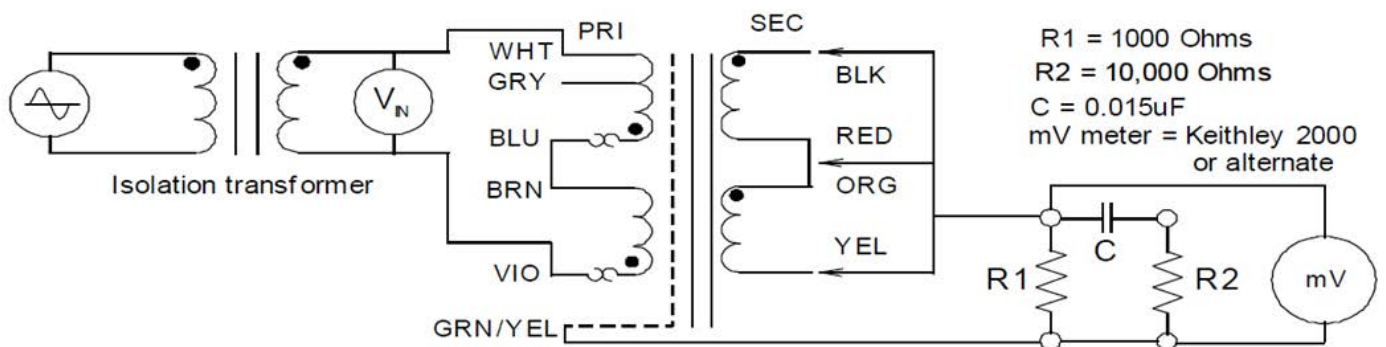 PRI
SEC
WHT
GRY
BLU
BRN
VIO
GRN/YEL
V_IN
Isolation transformer
BLK
RED
ORG
YEL
R1 = 1000 Ohms
R2 = 10,000 Ohms
C = 0.015uF
mV meter = Keithley 2000
or alternate
C
R1
R2
mV